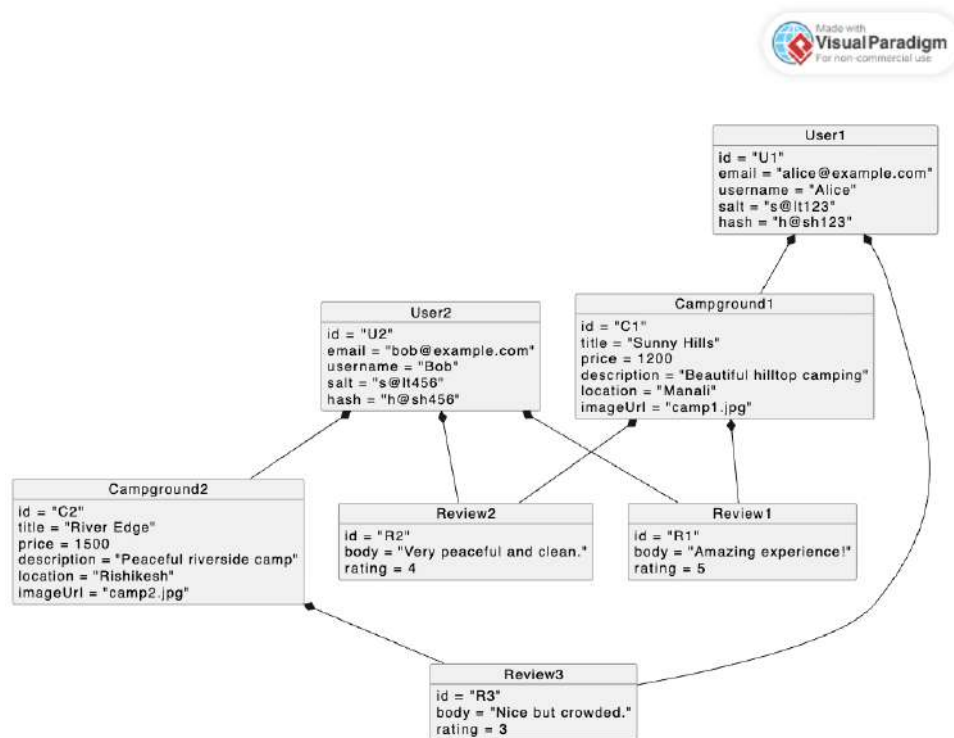 Made with
Visual Paradigm
For non-commercial use
User1
id = "U1"
email = "alice@example.com"
username = "Alice"
salt = "s@lt123"
hash = "h@sh123"
User2
id = "U2"
email = "bob@example.com"
username = "Bob"
salt = "s@lt456"
hash = "h@sh456"
Campground1
id = "C1"
title = "Sunny Hills"
price = 1200
description = "Beautiful hilltop camping"
location = "Manali"
imageUrl = "camp1.jpg"
Campground2
id = "C2"
title = "River Edge"
price = 1500
description = "Peaceful riverside camp"
location = "Rishikesh"
imageUrl = "camp2.jpg"
Review2
id = "R2"
body = "Very peaceful and clean."
rating = 4
Review1
id = "R1"
body = "Amazing experience!"
rating = 5
Review3
id = "R3"
body = "Nice but crowded."
rating = 3